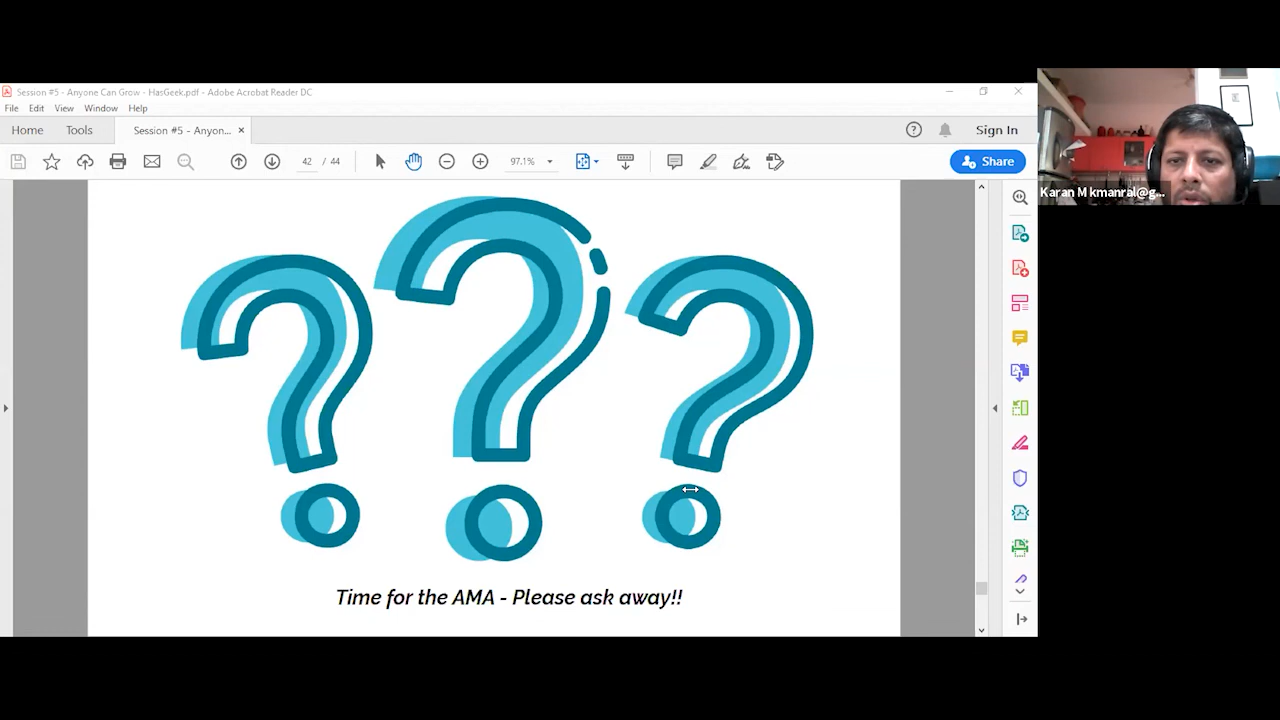 Session #5 - Anyone Can Grow - HasGeek.pdf - Adobe Acrobat Reader DC
File Edit View Window Help
Home Tools Session #5 - Anyon... × Sign In
42 / 44 97.1% Share
Karan M kmanral@g...
???
Time for the AMA - Please ask away!!